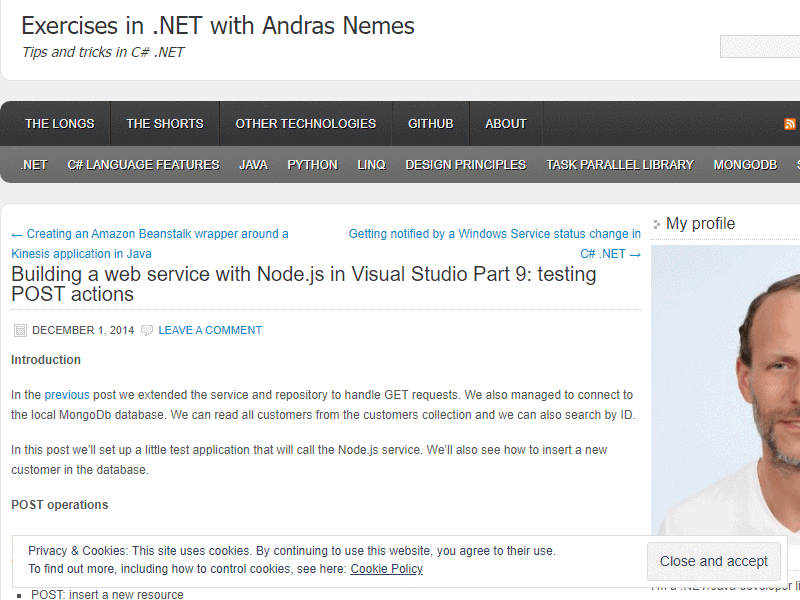 Exercises in .NET with Andras Nemes
Tips and tricks in C# .NET
THE LONGS THE SHORTS OTHER TECHNOLOGIES GITHUB ABOUT
.NET C# LANGUAGE FEATURES JAVA PYTHON LINQ DESIGN PRINCIPLES TASK PARALLEL LIBRARY MONGODB
← Creating an Amazon Beanstalk wrapper around a
Kinesis application in Java
Getting notified by a Windows Service status change in
C# .NET →
Building a web service with Node.js in Visual Studio Part 9: testing
POST actions
DECEMBER 1, 2014 LEAVE A COMMENT
Introduction
In the previous post we extended the service and repository to handle GET requests. We also managed to connect to
the local MongoDb database. We can read all customers from the customers collection and we can also search by ID.
In this post we'll set up a little test application that will call the Node.js service. We'll also see how to insert a new
customer in the database.
POST operations
POST: insert a new resource
My profile
I'm a .NET/Java developer
Privacy & Cookies: This site uses cookies. By continuing to use this website, you agree to their use.
To find out more, including how to control cookies, see here: Cookie Policy
Close and accept